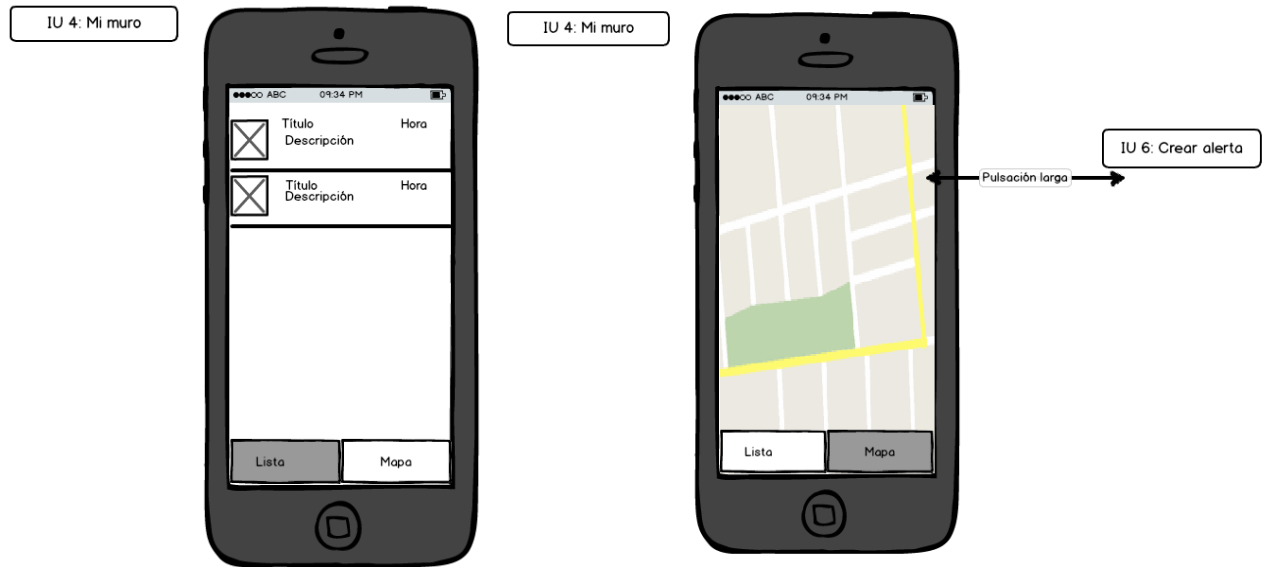 IU 4: Mi muro
ABC 09:34 PM
Título Hora
Descripción
Título Hora
Descripción
Lista Mapa
IU 4: Mi muro
ABC 09:34 PM
Lista Mapa
Pulsación larga
IU 6: Crear alerta